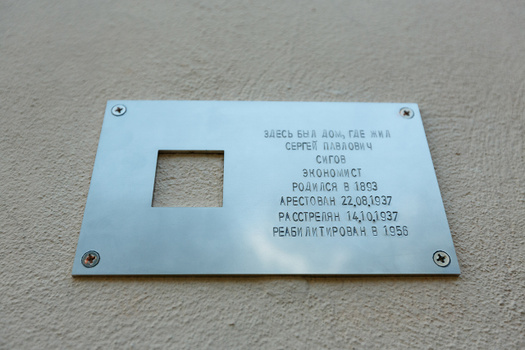 ЗДЕСЬ БЫЛ ДОМ, ГДЕ ЖИЛ
СЕРГЕЙ ПАВЛОВИЧ
СИГОВ
ЭКОНОМИСТ
РОДИЛСЯ В 1893
АРЕСТОВАН 22.08.1937
РАССТРЕЛЯН 14.10.1937
РЕАБИЛИТИРОВАН В 1956